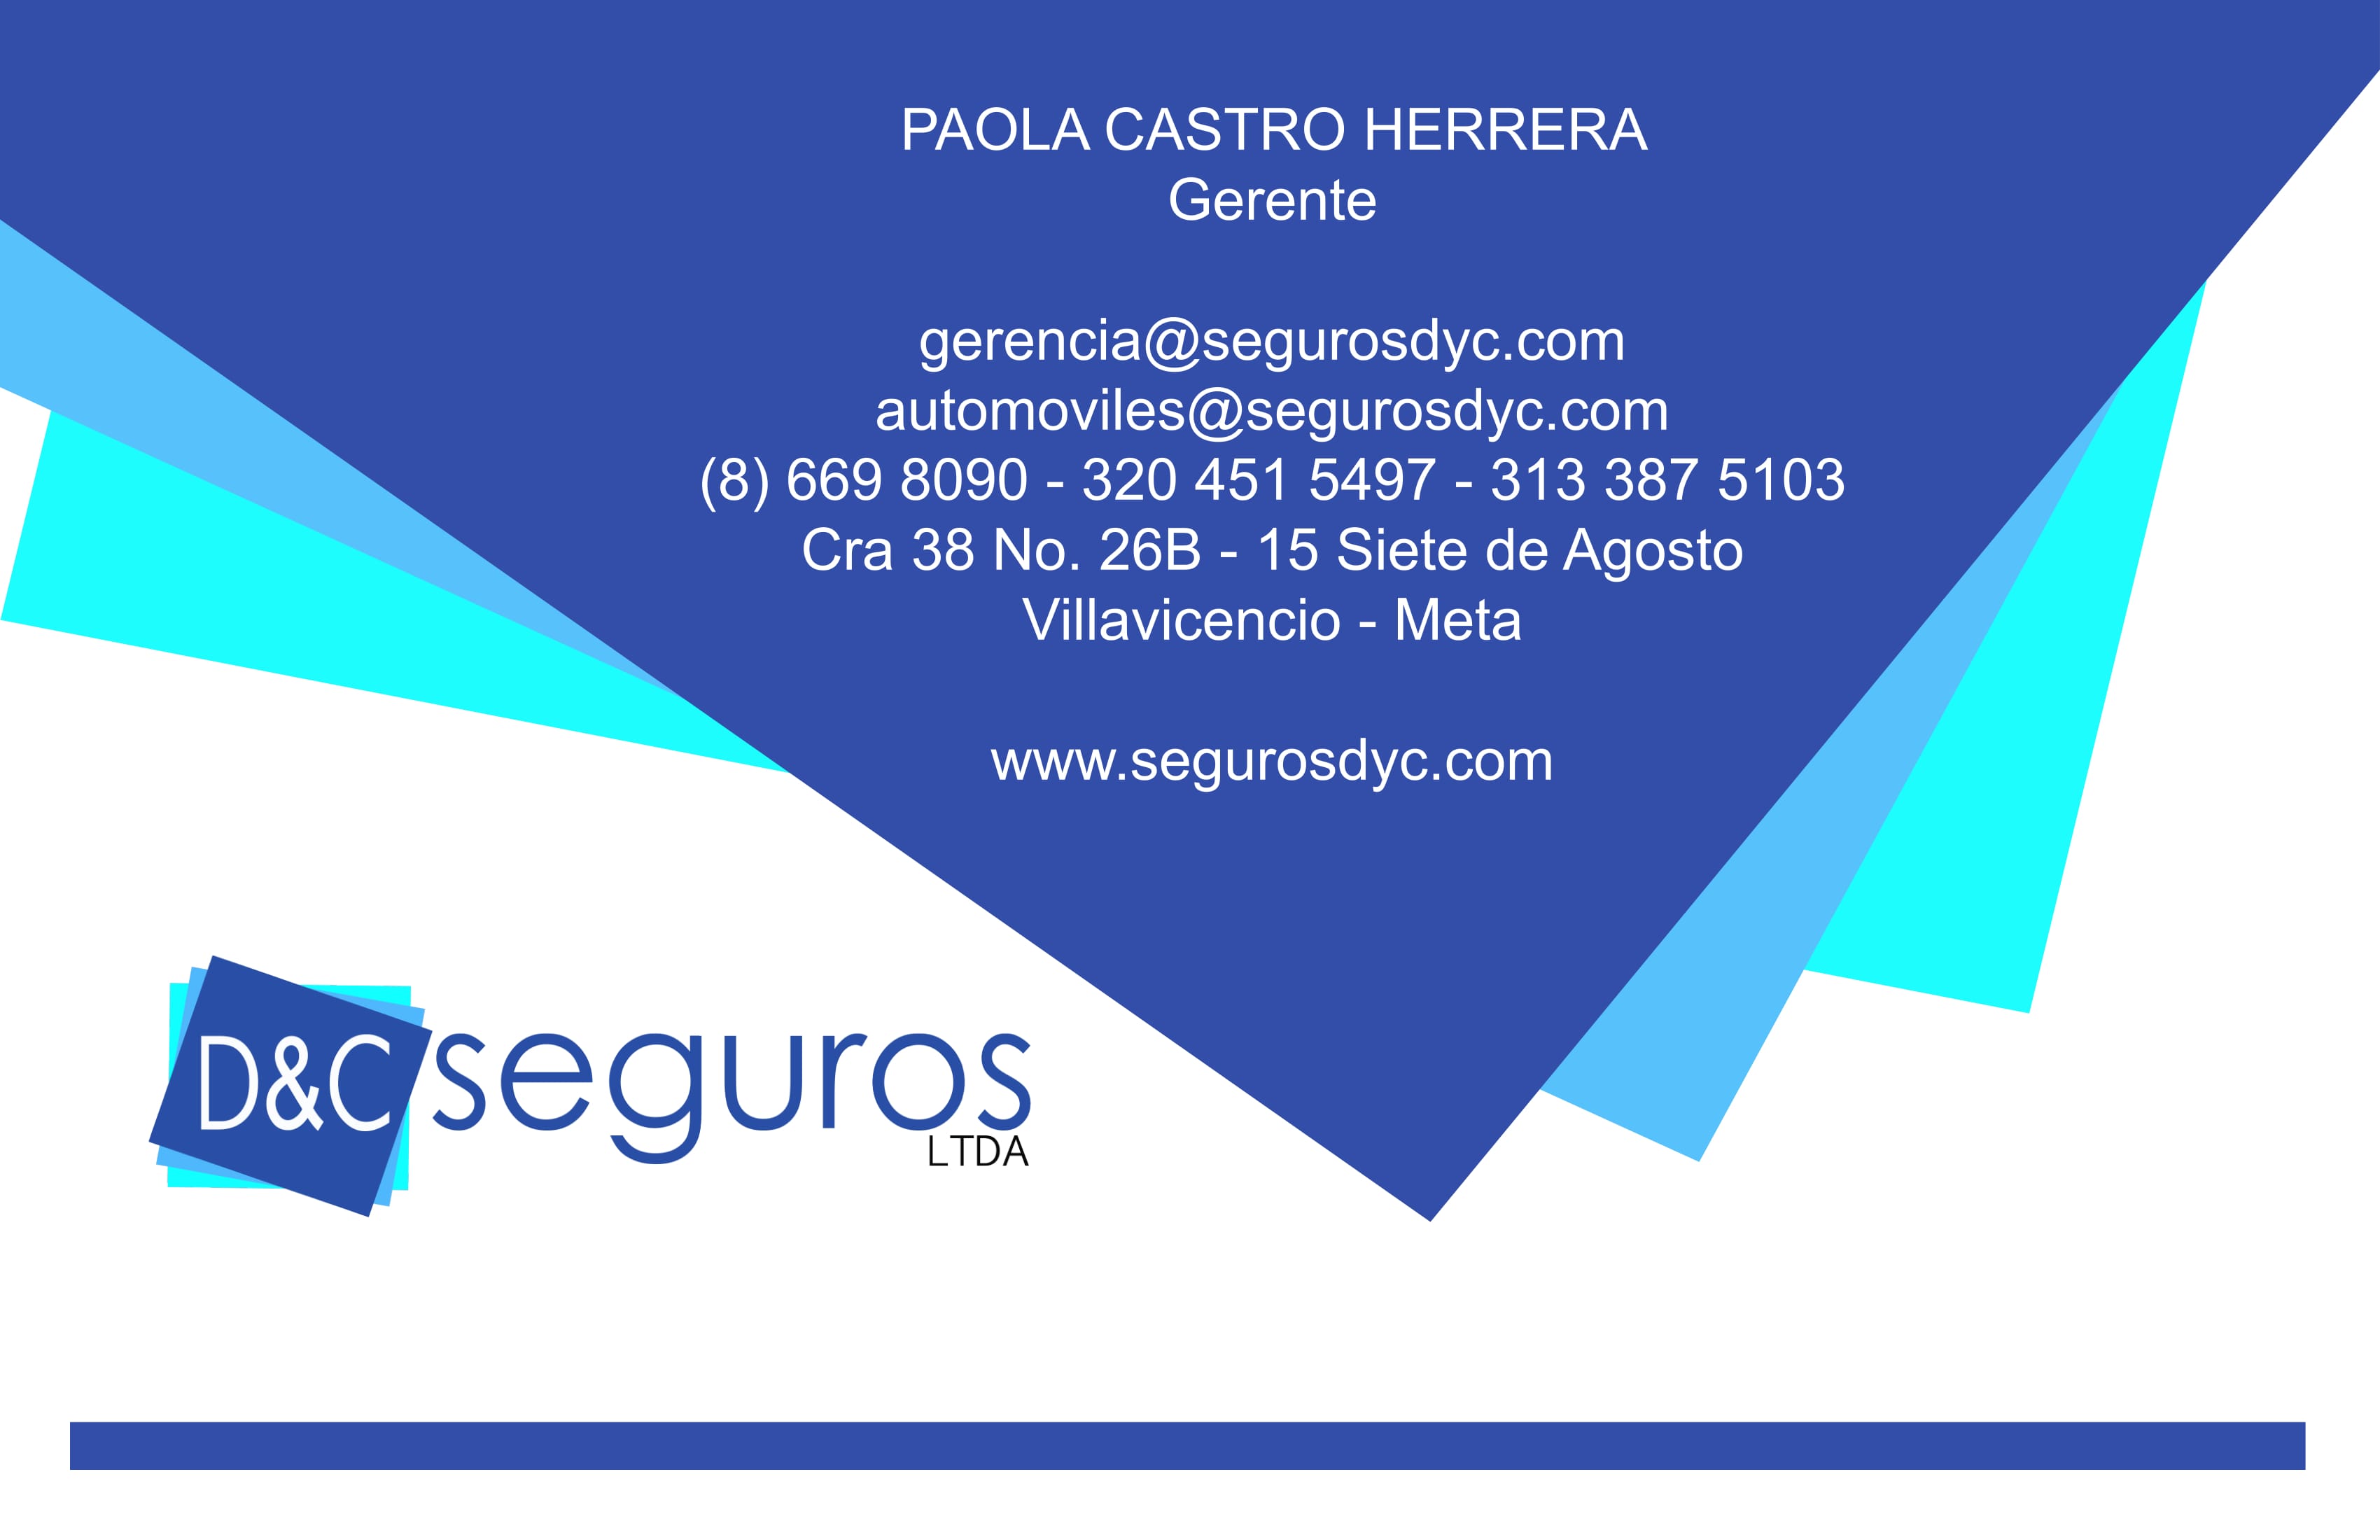 PAOLA CASTRO HERRERA
Gerente
gerencia@segurosdyc.com
automoviles@segurosdyc.com
(8) 669 8090 - 320 451 5497 - 313 387 5103
Cra 38 No. 26B - 15 Siete de Agosto
Villavicencio - Meta
www.segurosdyc.com
D&C seguros
LTDA